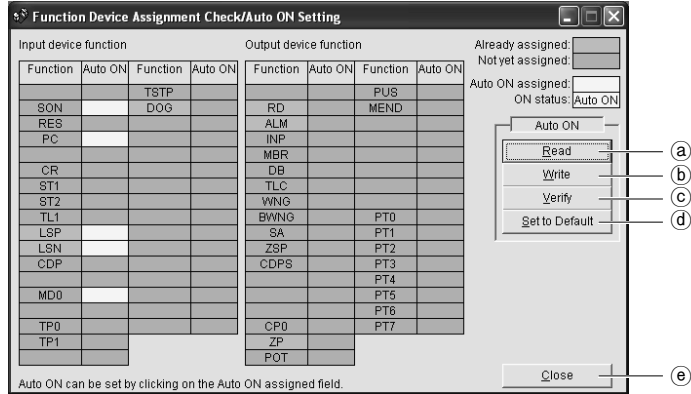 Function Device Assignment Check/Auto ON Setting
Input device function
Function Auto ON Function Auto ON
TSTP
SON DOG
RES
PC
CR
ST1
ST2
TL1
LSP
LSN
CDP
MD0
TP0
TP1
Output device function
Function Auto ON Function Auto ON
PUS
RD MEND
ALM
INP
MBR
DB
TLC
WNG
BWNG PT0
SA PT1
ZSP PT2
CDPS PT3
PT4
PT5
PT6
CP0 PT7
ZP
POT
Already assigned:
Not yet assigned:
Auto ON assigned:
ON status: Auto ON
Auto ON
Read a
Write b
Verify c
Set to Default d
Close e
Auto ON can be set by clicking on the Auto ON assigned field.